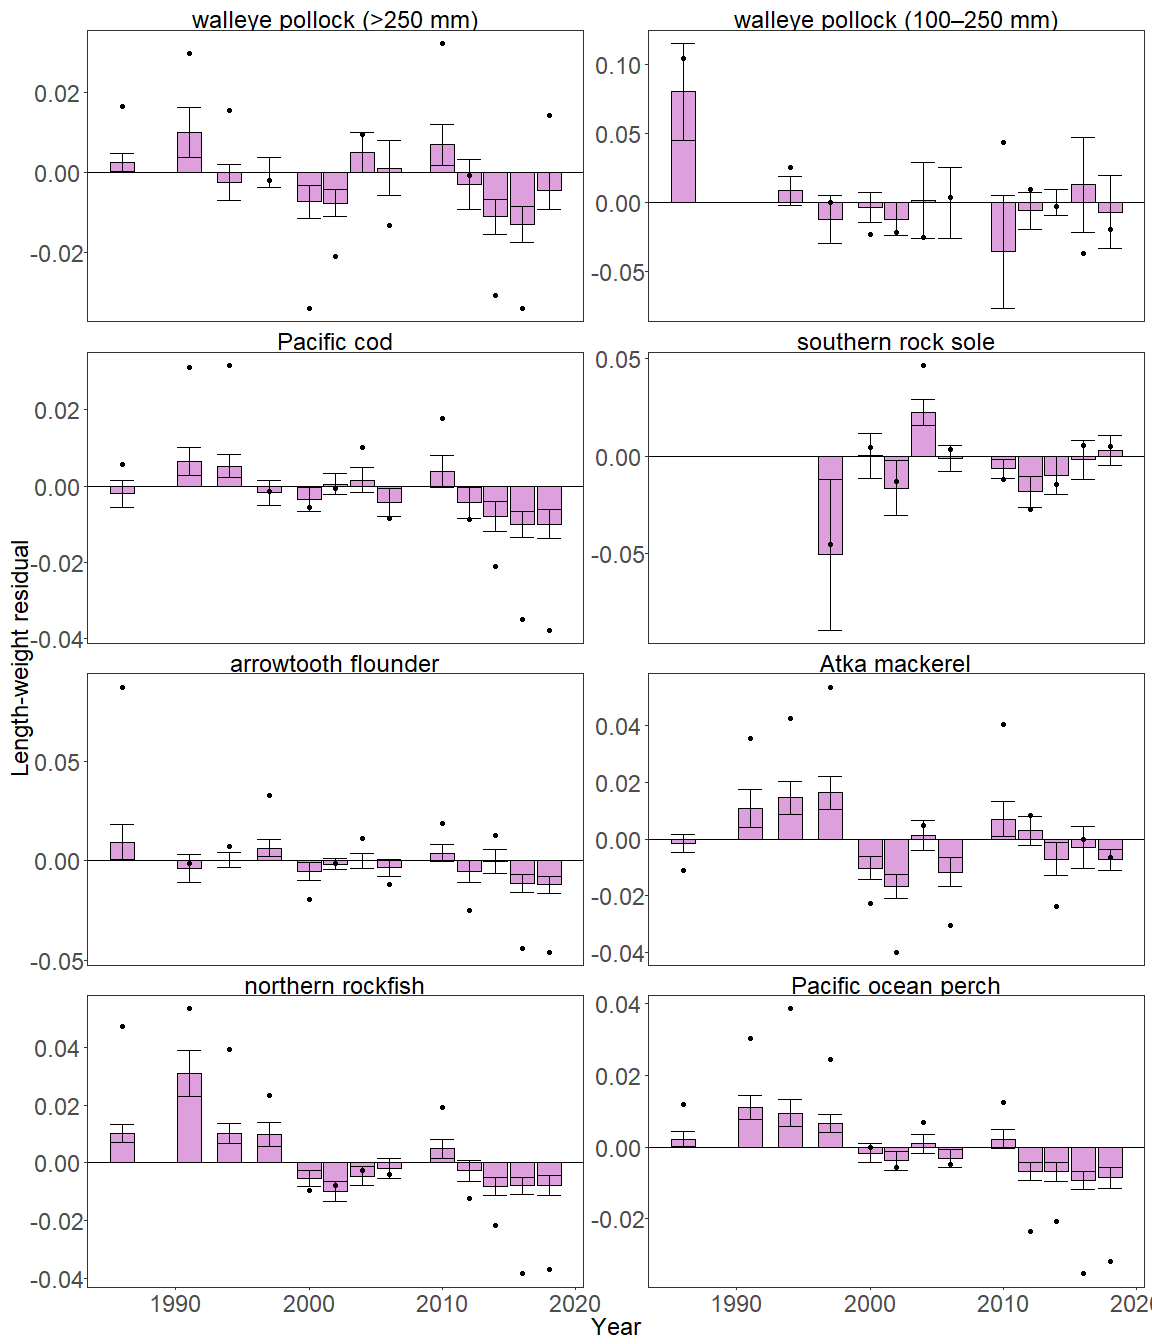 walleye pollock (>250 mm)
walleye pollock (100–250 mm)
0.02
0.00
-0.02
0.10
0.05
0.00
-0.05
Pacific cod
southern rock sole
0.02
0.00
-0.02
-0.04
0.05
0.00
-0.05
Length-weight residual
arrowtooth flounder
Atka mackerel
0.05
0.00
-0.05
0.04
0.02
0.00
-0.02
-0.04
northern rockfish
Pacific ocean perch
0.04
0.02
0.00
-0.02
-0.04
0.04
0.02
0.00
-0.02
1990 2000 2010 2020
1990 2000 2010 2020
Year